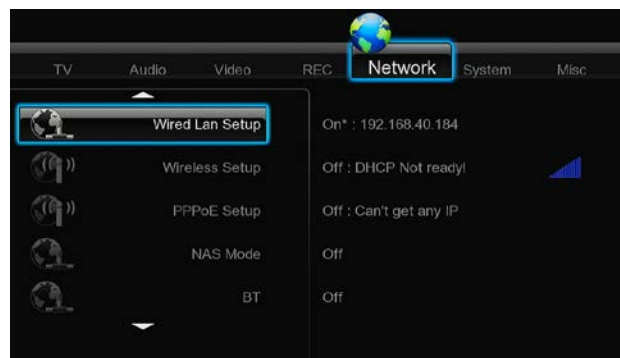 TV Audio Video REC Network System Misc
Wired Lan Setup On* : 192.168.40.184
Wireless Setup Off : DHCP Not ready!
PPPoE Setup Off : Can't get any IP
NAS Mode Off
BT Off